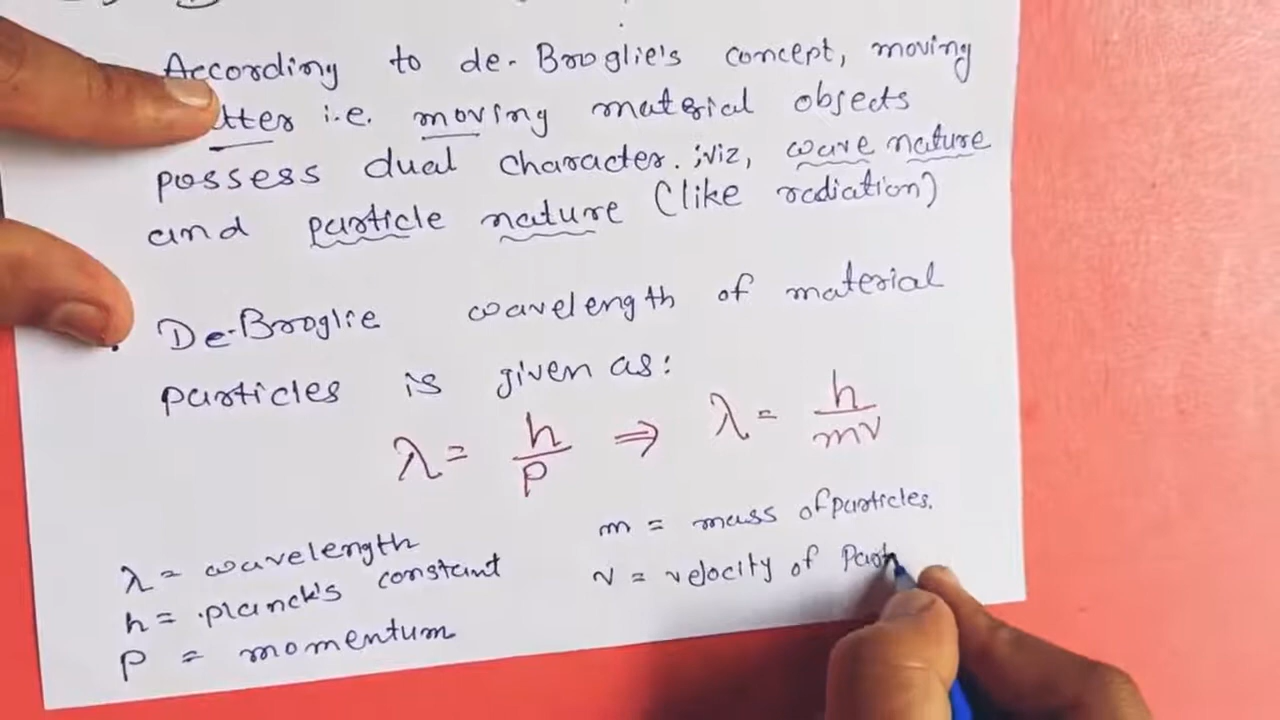 According to de-Broglie's concept, moving
tter i.e. moving material objects
possess dual character. ;viz, wave nature
and particle nature (like radiation)
De-Broglie wavelength of material
particles is given as:
λ = h/P ⇒ λ = h/mv
λ = wavelength
h = planck's constant
P = momentum
m = mass of particles.
v = velocity of Part